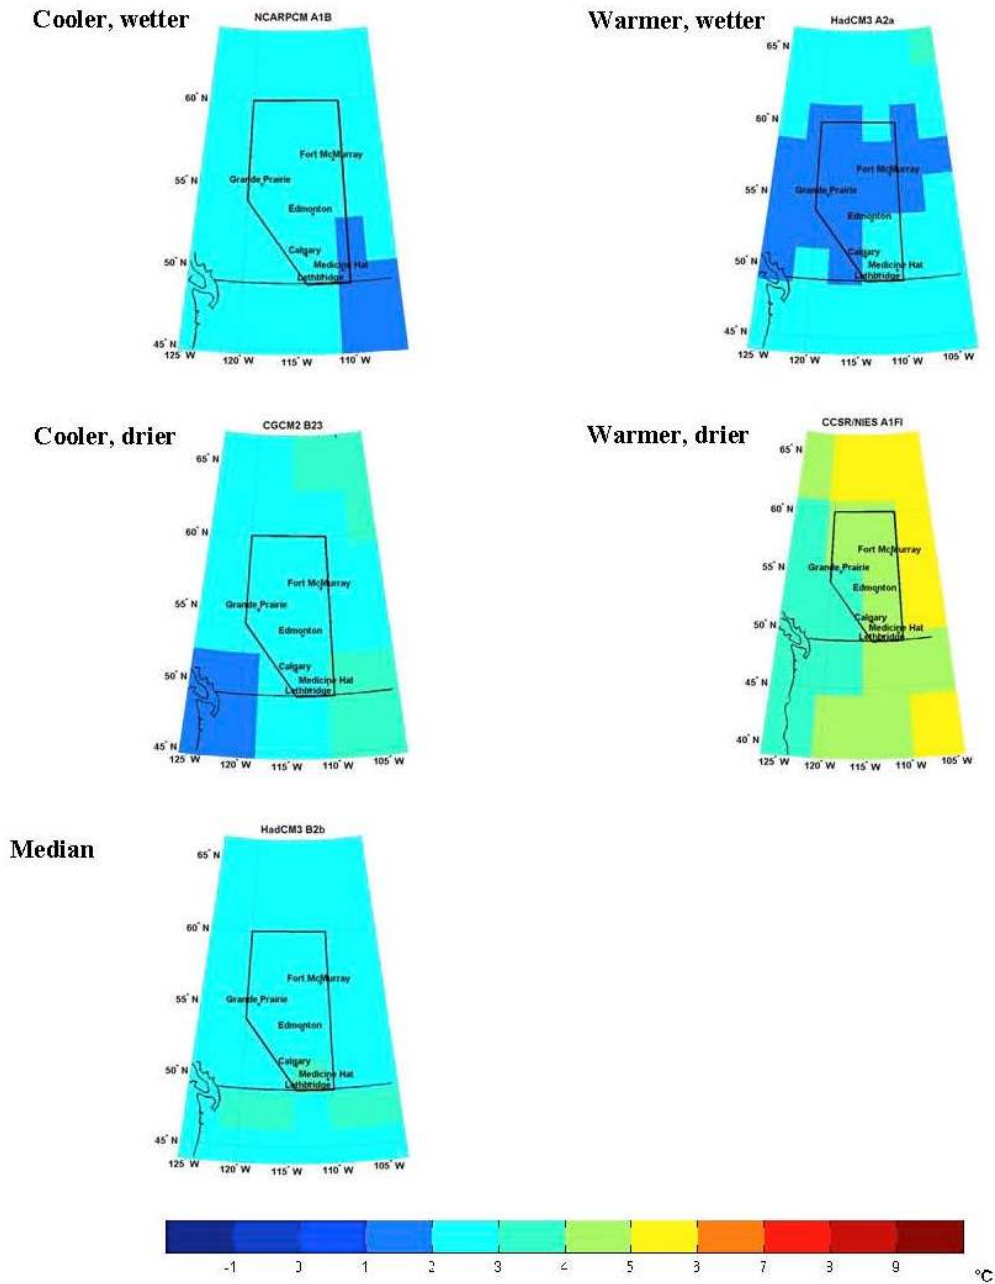 Cooler, wetter
NCARPCM A1B
60° N
55° N
50° N
45° N
125° W
120° W
115° W
110° W
Fort McMurray
Grande Prairie
Edmonton
Calgary
Medicine Hat
Lethbridge
Warmer, wetter
HadCM3 A2a
65° N
60° N
55° N
50° N
45° N
125° W
120° W
115° W
110° W
105° W
Fort McMurray
Grande Prairie
Edmonton
Calgary
Medicine Hat
Lethbridge
Cooler, drier
CGCM2 B23
65° N
60° N
55° N
50° N
45° N
125° W
120° W
115° W
110° W
105° W
Fort McMurray
Grande Prairie
Edmonton
Calgary
Medicine Hat
Lethbridge
Warmer, drier
CCSR/NIES A1FI
65° N
60° N
55° N
50° N
45° N
40° N
125° W
120° W
115° W
110° W
105° W
Fort McMurray
Grande Prairie
Edmonton
Calgary
Medicine Hat
Lethbridge
Median
HadCM3 B2b
65° N
60° N
55° N
50° N
45° N
125° W
120° W
115° W
110° W
105° W
Fort McMurray
Grande Prairie
Edmonton
Calgary
Medicine Hat
Lethbridge
-1 1 3 5 7 9
°C